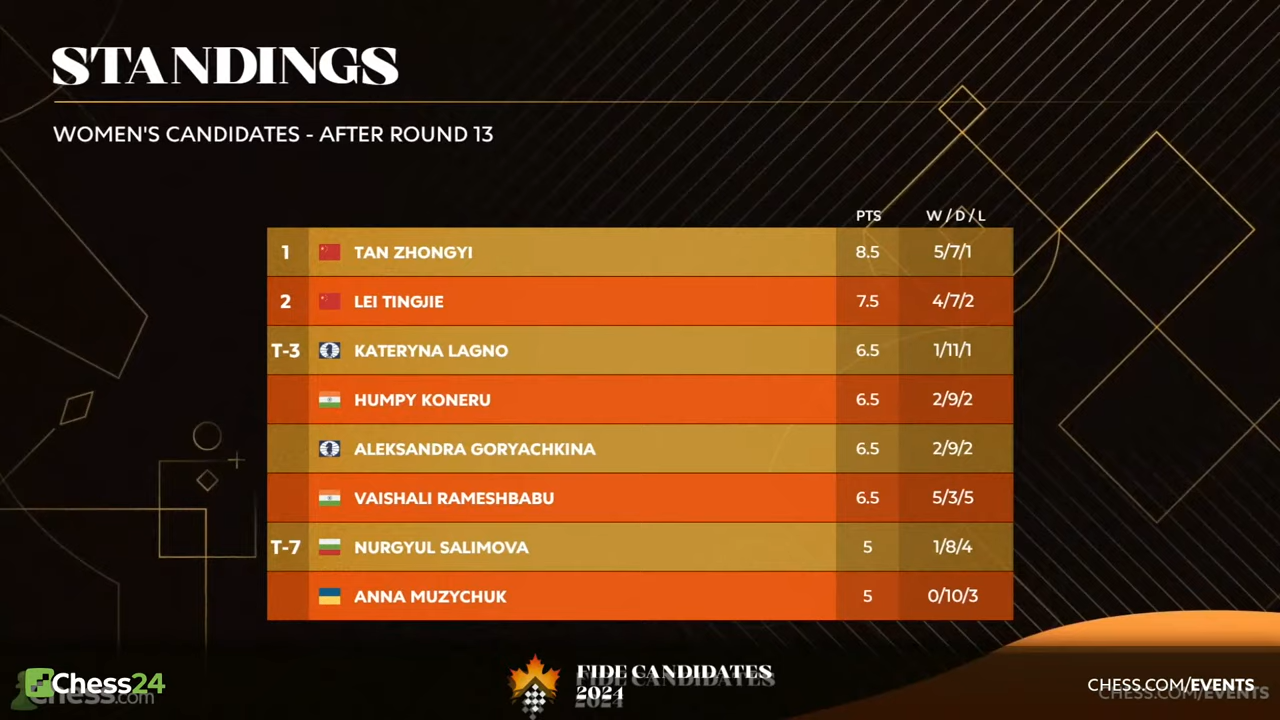 STANDINGS
WOMEN'S CANDIDATES - AFTER ROUND 13
PTS W / D / L
1 TAN ZHONGYI 8.5 5/7/1
2 LEI TINGJIE 7.5 4/7/2
T-3 KATERYNA LAGNO 6.5 1/11/1
HUMPY KONERU 6.5 2/9/2
ALEKSANDRA GORYACHKINA 6.5 2/9/2
VAISHALI RAMESHBABU 6.5 5/3/5
T-7 NURGYUL SALIMOVA 5 1/8/4
ANNA MUZYCHUK 5 0/10/3
Chess24
chess.com
FIDE CANDIDATES
2024
CHESS.COM/EVENTS